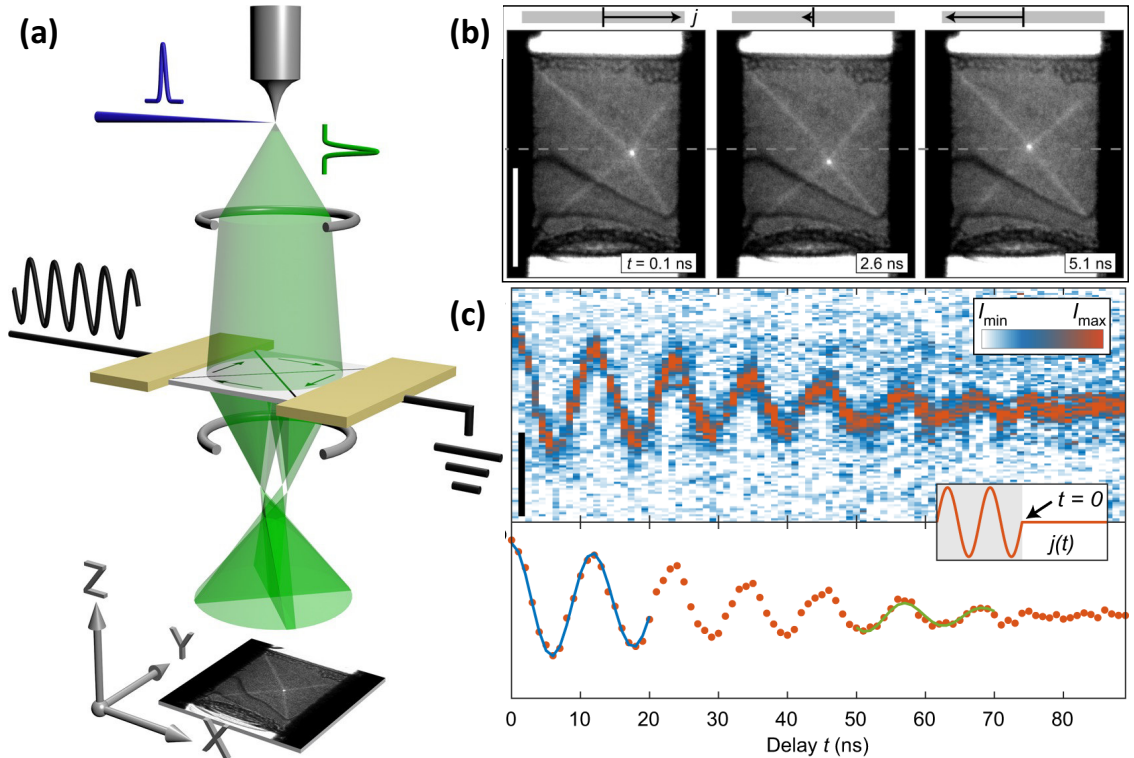 (a)
Z
Y
X
(b)
j
t = 0.1 ns
2.6 ns
5.1 ns
(c)
Imin Imax
t = 0
j(t)
0 10 20 30 40 50 60 70 80
Delay t (ns)